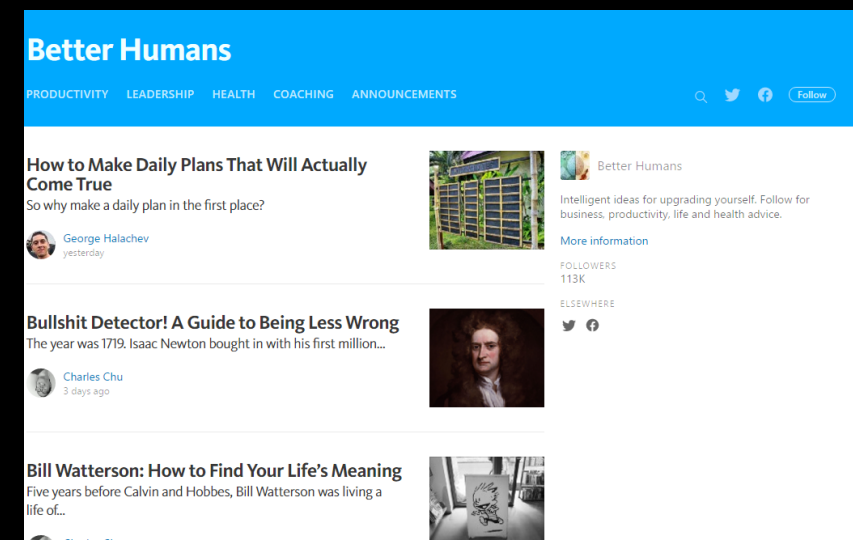 Better Humans
PRODUCTIVITY LEADERSHIP HEALTH COACHING ANNOUNCEMENTS
Follow
How to Make Daily Plans That Will Actually
Come True
So why make a daily plan in the first place?
George Halachev
yesterday
Bullshit Detector! A Guide to Being Less Wrong
The year was 1719. Isaac Newton bought in with his first million...
Charles Chu
3 days ago
Bill Watterson: How to Find Your Life's Meaning
Five years before Calvin and Hobbes, Bill Watterson was living a
life of...
Better Humans
Intelligent ideas for upgrading yourself. Follow for
business, productivity, life and health advice.
More information
FOLLOWERS
113K
ELSEWHERE